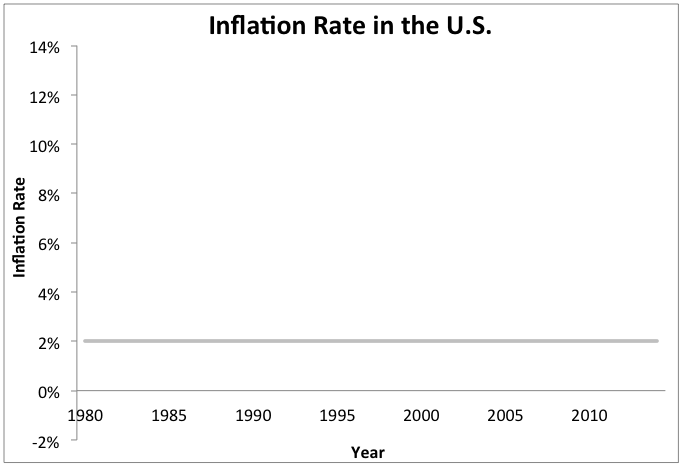 Inflation Rate in the U.S.
14%
12%
10%
8%
6%
4%
2%
0%
-2%
Inflation Rate
1980 1985 1990 1995 2000 2005 2010
Year